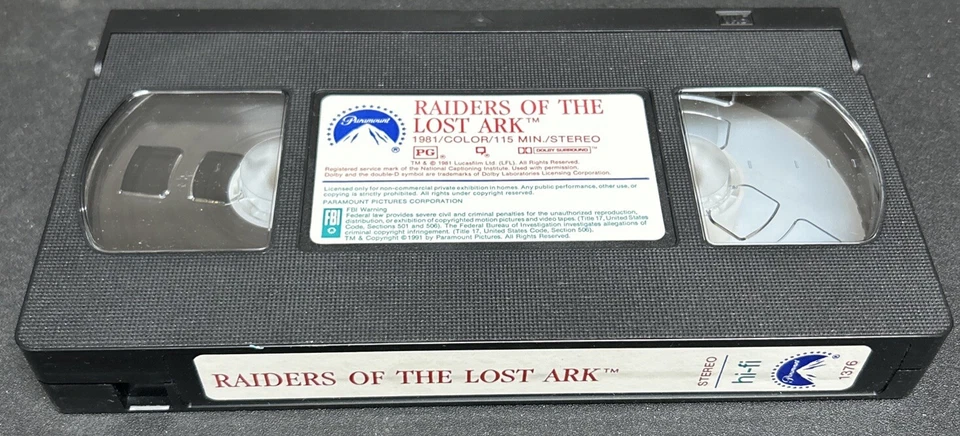 VHS
Paramount
®
RAIDERS OF THE
LOST ARK™
1981/COLOR/115 MIN./STEREO
PG ® ® DOLBY SURROUND™
TM & © 1981 Lucasfilm Ltd. (LFL). All Rights Reserved.
Registered service mark of the National Captioning Institute. Used with permission.
Dolby and the double-D symbol are trademarks of Dolby Laboratories Licensing Corporation.
Licensed only for non-commercial private exhibition in homes. Any public performance, other use, or
copying is strictly prohibited. All rights under copyright reserved.
PARAMOUNT PICTURES CORPORATION
FBI
FBI Warning
Federal law provides severe civil and criminal penalties for the unauthorized reproduction,
distribution, or exhibition of copyrighted motion pictures and video tapes. (Title 17, United States
Code, Sections 501 and 506). The Federal Bureau of Investigation investigates allegations of
criminal copyright infringement. (Title 17, United States Code, Section 506).
TM & Copyright © 1991 by Paramount Pictures. All Rights Reserved.
RAIDERS OF THE LOST ARK™
STEREO
hi-fi
Paramount
®
1376